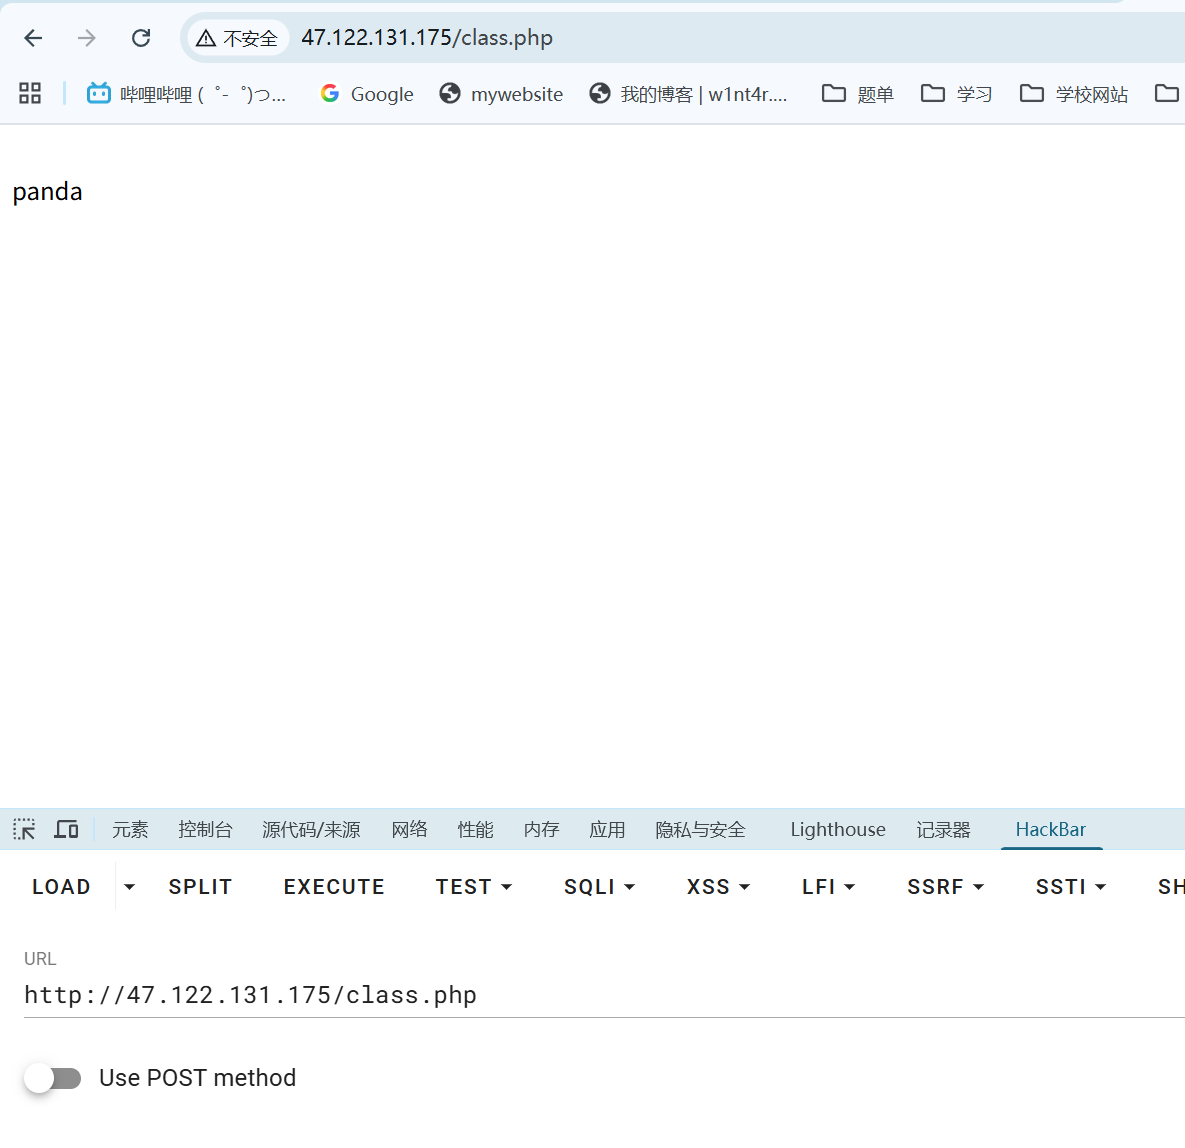 不安全 47.122.131.175/class.php
哔哩哔哩 (゜-゜)つ... Google mywebsite 我的博客 | w1nt4r.... 题单 学习 学校网站
panda
元素 控制台 源代码/来源 网络 性能 内存 应用 隐私与安全 Lighthouse 记录器 HackBar
LOAD SPLIT EXECUTE TEST SQLI XSS LFI SSRF SSTI SH
URL
http://47.122.131.175/class.php
Use POST method